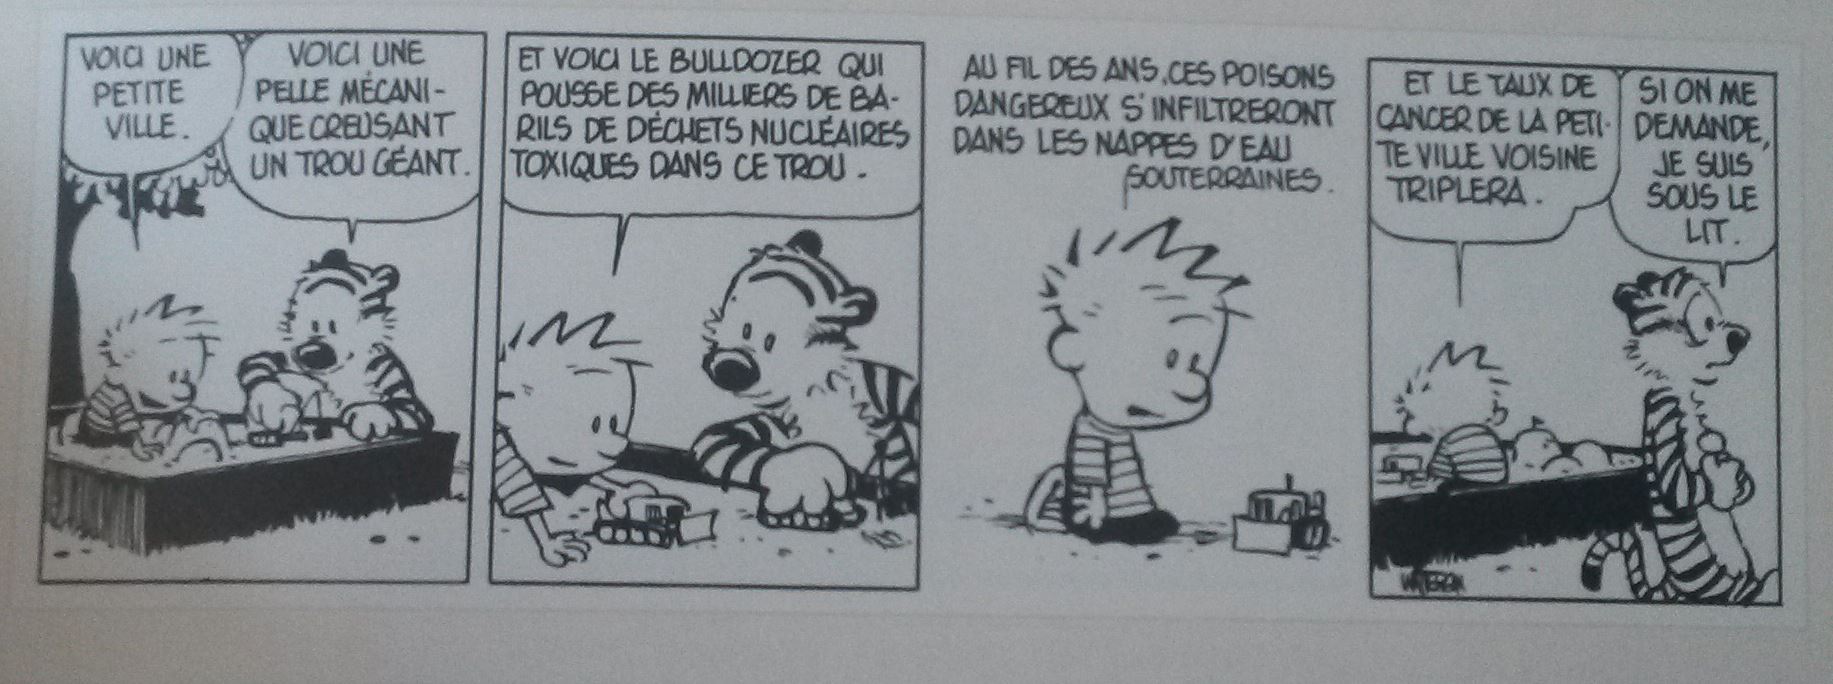 VOICI UNE
PETITE
VILLE.
VOICI UNE
PELLE MÉCANI-
QUE CREUSANT
UN TROU GÉANT.
ET VOICI LE BULLDOZER QUI
POUSSE DES MILLIERS DE BA-
RILS DE DÉCHETS NUCLÉAIRES
TOXIQUES DANS CE TROU.
AU FIL DES ANS, CES POISONS
DANGEREUX S'INFILTRERONT
DANS LES NAPPES D'EAU
SOUTERRAINES.
ET LE TAUX DE
CANCER DE LA PETI-
TE VILLE VOISINE
TRIPLERA.
SI ON ME
DEMANDE,
JE SUIS
SOUS LE
LIT.
WATTERSON